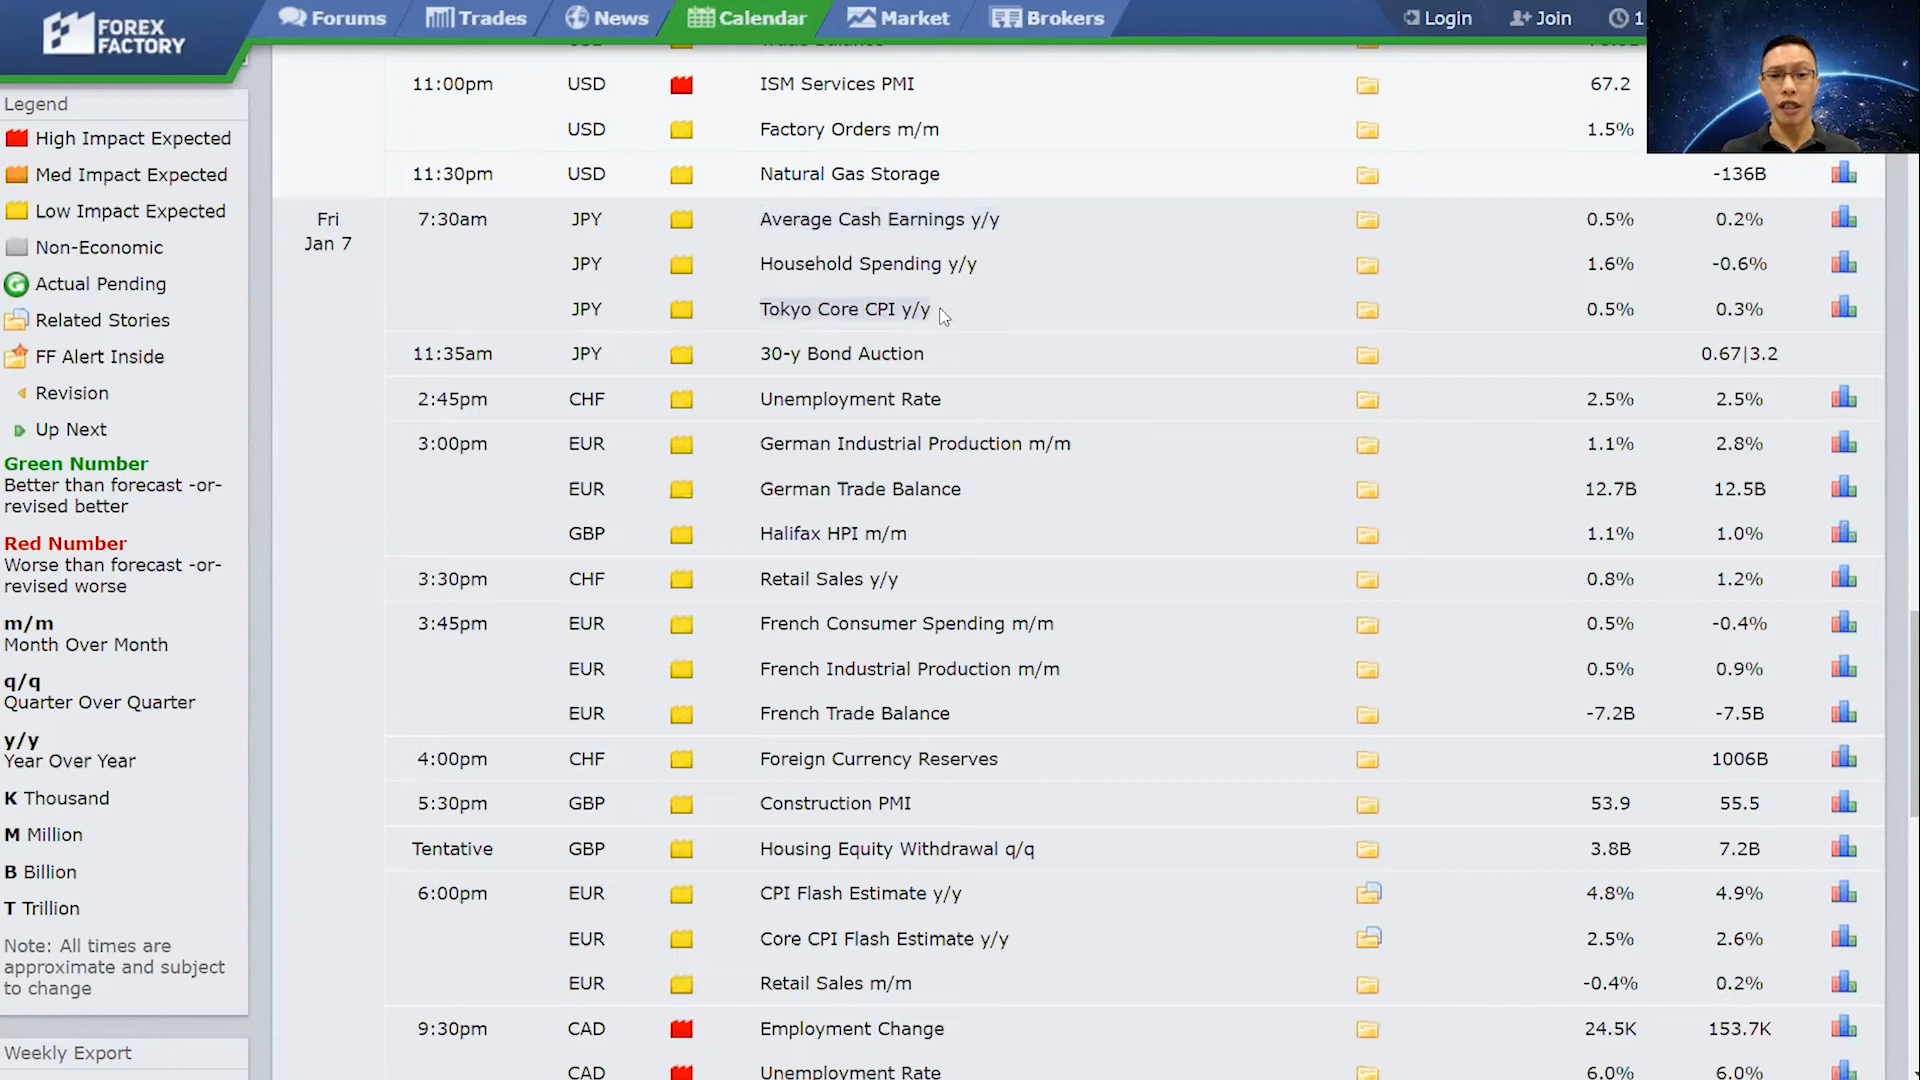 FOREX
FACTORY
Forums
Trades
News
Calendar
Market
Brokers
Login
Join
1
Legend
High Impact Expected
Med Impact Expected
Low Impact Expected
Non-Economic
Actual Pending
Related Stories
FF Alert Inside
Revision
Up Next
Green Number
Better than forecast -or-
revised better
Red Number
Worse than forecast -or-
revised worse
m/m
Month Over Month
q/q
Quarter Over Quarter
y/y
Year Over Year
K Thousand
M Million
B Billion
T Trillion
Note: All times are
approximate and subject
to change
Weekly Export
11:00pm USD ISM Services PMI 67.2
USD Factory Orders m/m 1.5%
11:30pm USD Natural Gas Storage -136B
Fri
Jan 7
7:30am JPY Average Cash Earnings y/y 0.5% 0.2%
JPY Household Spending y/y 1.6% -0.6%
JPY Tokyo Core CPI y/y 0.5% 0.3%
11:35am JPY 30-y Bond Auction 0.67|3.2
2:45pm CHF Unemployment Rate 2.5% 2.5%
3:00pm EUR German Industrial Production m/m 1.1% 2.8%
EUR German Trade Balance 12.7B 12.5B
GBP Halifax HPI m/m 1.1% 1.0%
3:30pm CHF Retail Sales y/y 0.8% 1.2%
3:45pm EUR French Consumer Spending m/m 0.5% -0.4%
EUR French Industrial Production m/m 0.5% 0.9%
EUR French Trade Balance -7.2B -7.5B
4:00pm CHF Foreign Currency Reserves 1006B
5:30pm GBP Construction PMI 53.9 55.5
Tentative GBP Housing Equity Withdrawal q/q 3.8B 7.2B
6:00pm EUR CPI Flash Estimate y/y 4.8% 4.9%
EUR Core CPI Flash Estimate y/y 2.5% 2.6%
EUR Retail Sales m/m -0.4% 0.2%
9:30pm CAD Employment Change 24.5K 153.7K
CAD Unemployment Rate 6.0% 6.0%